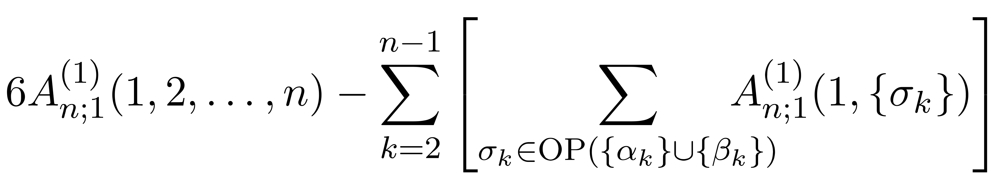 6A_{n;1}^{(1)}(1, 2, \ldots, n) - \sum_{k=2}^{n-1} \left[ \sum_{\sigma_k \in \mathrm{OP}(\{\alpha_k\} \cup \{\beta_k\})} A_{n;1}^{(1)}(1, \{\sigma_k\}) \right]